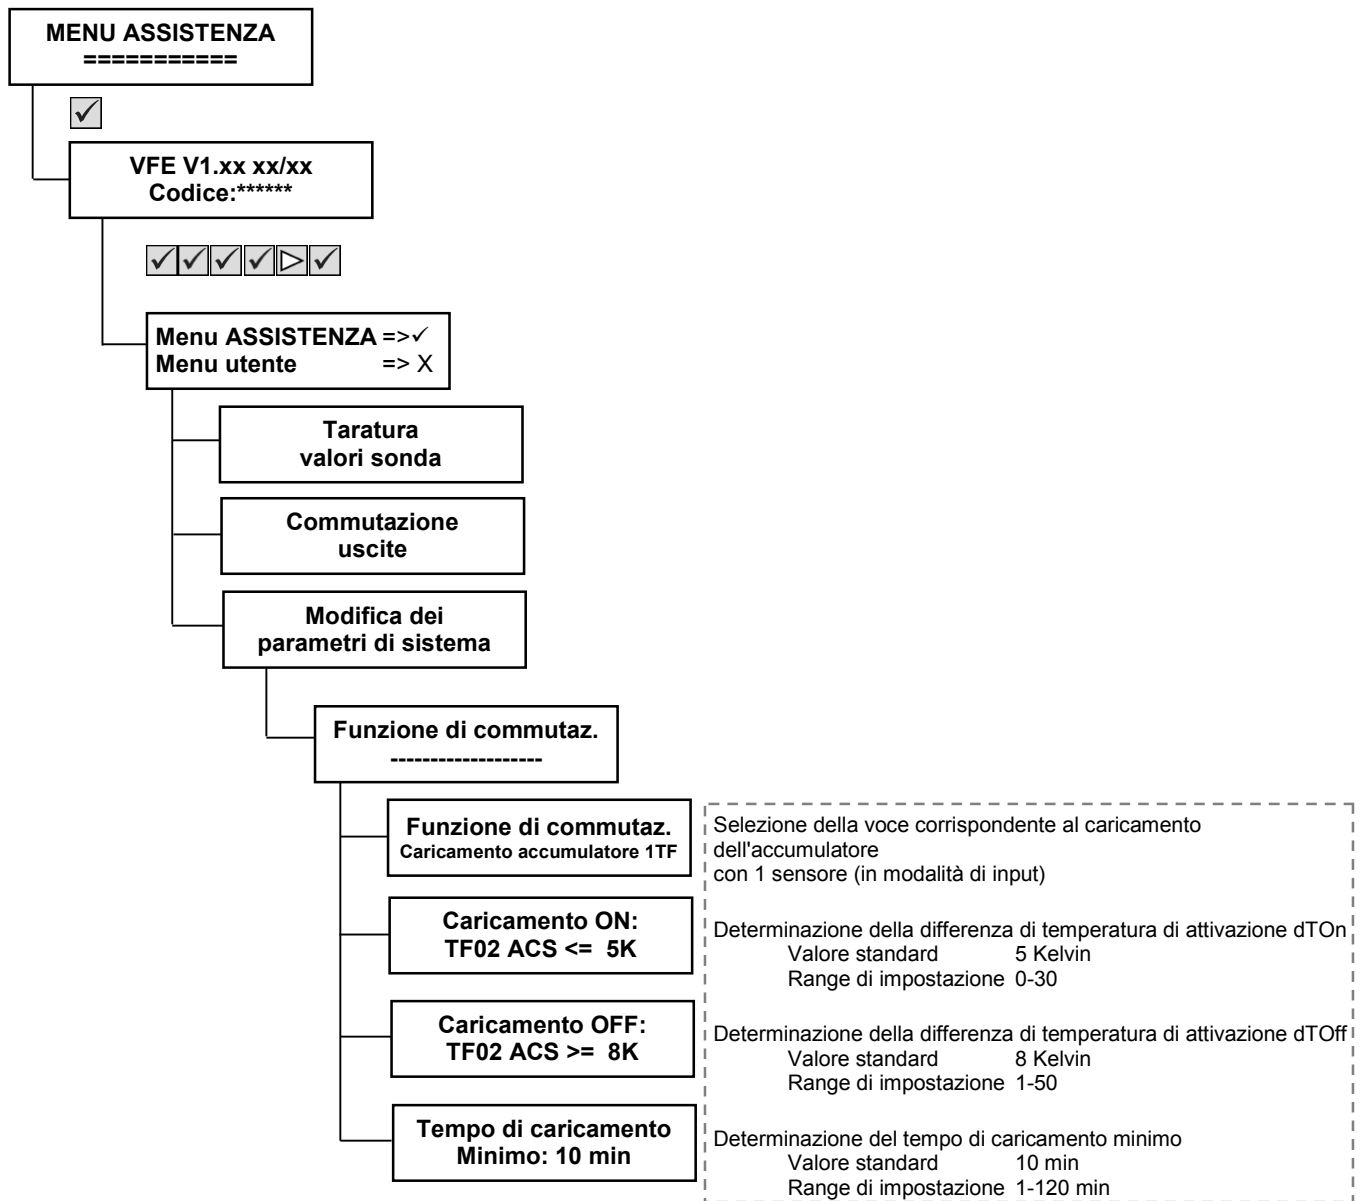 MENU ASSISTENZA
===========
VFE V1.xx xx/xx
Codice:******
Menu ASSISTENZA =>✓
Menu utente => X
Taratura
valori sonda
Commutazione
uscite
Modifica dei
parametri di sistema
Funzione di commutaz.
-------------------
Funzione di commutaz.
Caricamento accumulatore 1TF
Selezione della voce corrispondente al caricamento
dell'accumulatore
con 1 sensore (in modalità di input)
Caricamento ON:
TF02 ACS <= 5K
Determinazione della differenza di temperatura di attivazione dTOn
Valore standard 5 Kelvin
Range di impostazione 0-30
Caricamento OFF:
TF02 ACS >= 8K
Determinazione della differenza di temperatura di attivazione dTOff
Valore standard 8 Kelvin
Range di impostazione 1-50
Tempo di caricamento
Minimo: 10 min
Determinazione del tempo di caricamento minimo
Valore standard 10 min
Range di impostazione 1-120 min